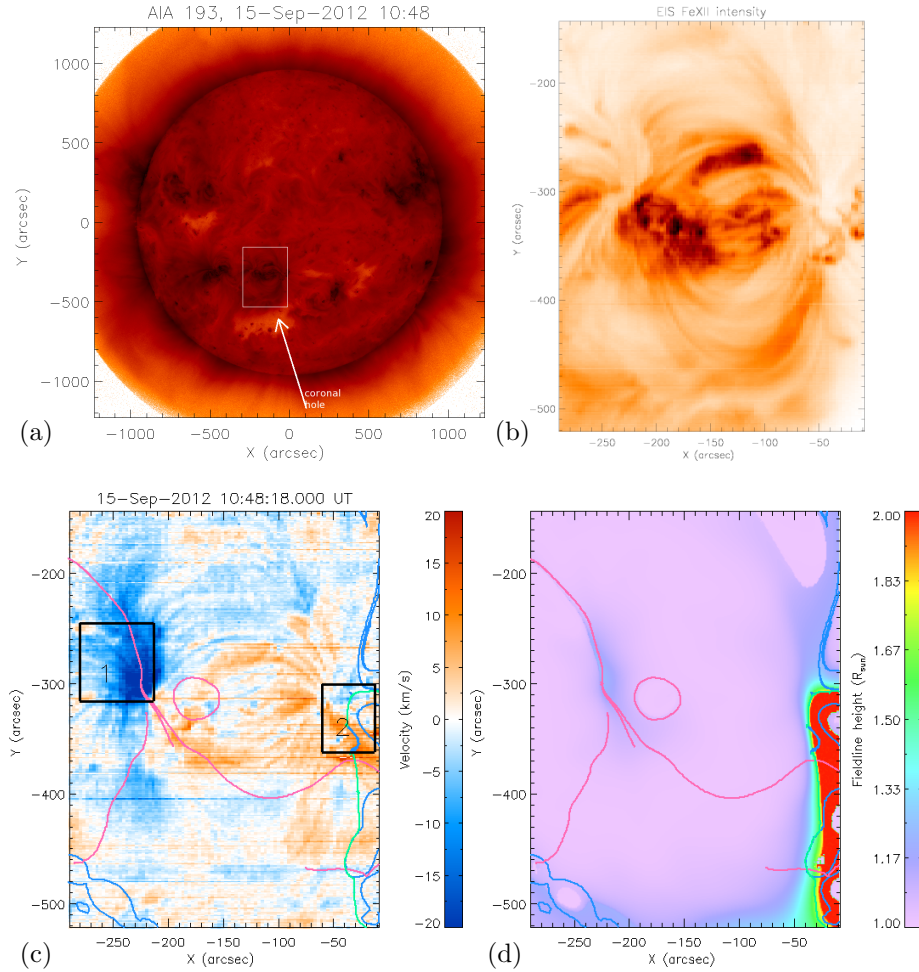 AIA 193, 15-Sep-2012 10:48
1000
500
0
-500
-1000
Y (arcsec)
coronal
hole
-1000 -500 0 500 1000
X (arcsec)
(a)
EIS FeXII intensity
-200
-300
-400
-500
Y (arcsec)
-250 -200 -150 -100 -50
X (arcsec)
(b)
15-Sep-2012 10:48:18.000 UT
-200
-300
-400
-500
Y (arcsec)
1
2
-250 -200 -150 -100 -50
X (arcsec)
20
15
10
5
0
-5
-10
-15
-20
Velocity (km/s)
(c)
-200
-300
-400
-500
Y (arcsec)
-250 -200 -150 -100 -50
X (arcsec)
2.00
1.83
1.67
1.50
1.33
1.17
1.00
Fieldline height (Rsun)
(d)